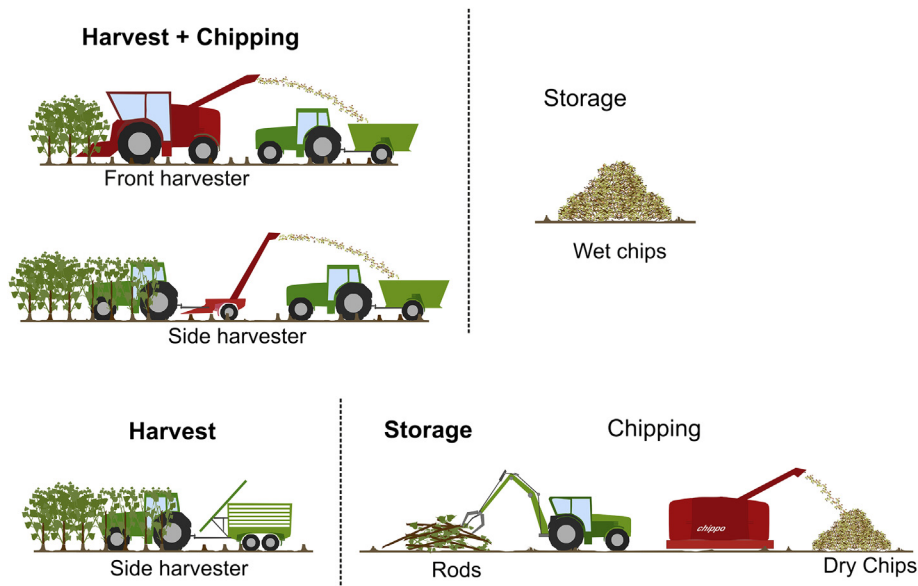 Harvest + Chipping
Storage
Front harvester
Wet chips
Side harvester
Harvest
Storage
Chipping
chippo
Side harvester
Rods
Dry Chips